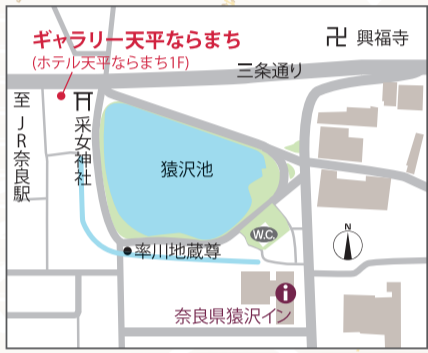 ギャラリー天平ならまち
(ホテル天平ならまち1F)
卍 興福寺
三条通り
至 JR奈良駅
采女神社
猿沢池
W.C.
N
率川地蔵尊
i
奈良県猿沢イン